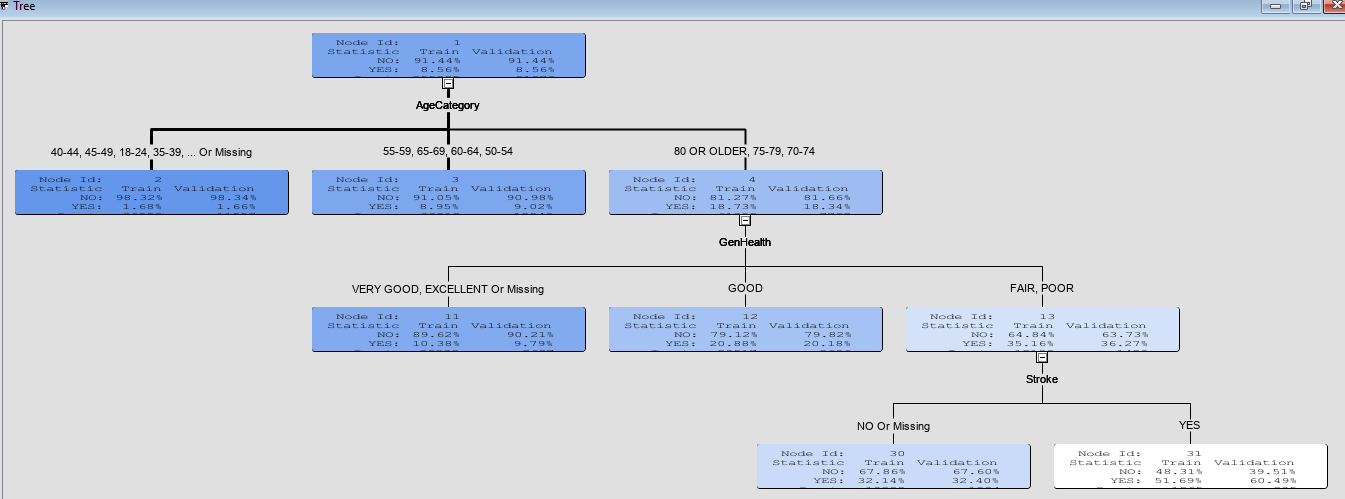 Tree
Node Id: 1
Statistic Train Validation
NO: 91.44% 91.44%
YES: 8.56% 8.56%
AgeCategory
40-44, 45-49, 18-24, 35-39, ... Or Missing
55-59, 65-69, 60-64, 50-54
80 OR OLDER, 75-79, 70-74
Node Id: 2
Statistic Train Validation
NO: 98.32% 98.34%
YES: 1.68% 1.66%
Node Id: 3
Statistic Train Validation
NO: 91.05% 90.98%
YES: 8.95% 9.02%
Node Id: 4
Statistic Train Validation
NO: 81.27% 81.66%
YES: 18.73% 18.34%
GenHealth
VERY GOOD, EXCELLENT Or Missing
GOOD
FAIR, POOR
Node Id: 11
Statistic Train Validation
NO: 89.62% 90.21%
YES: 10.38% 9.79%
Node Id: 12
Statistic Train Validation
NO: 79.12% 79.82%
YES: 20.88% 20.18%
Node Id: 13
Statistic Train Validation
NO: 64.84% 63.73%
YES: 35.16% 36.27%
Stroke
NO Or Missing
YES
Node Id: 30
Statistic Train Validation
NO: 67.86% 67.60%
YES: 32.14% 32.40%
Node Id: 31
Statistic Train Validation
NO: 48.31% 39.51%
YES: 51.69% 60.49%